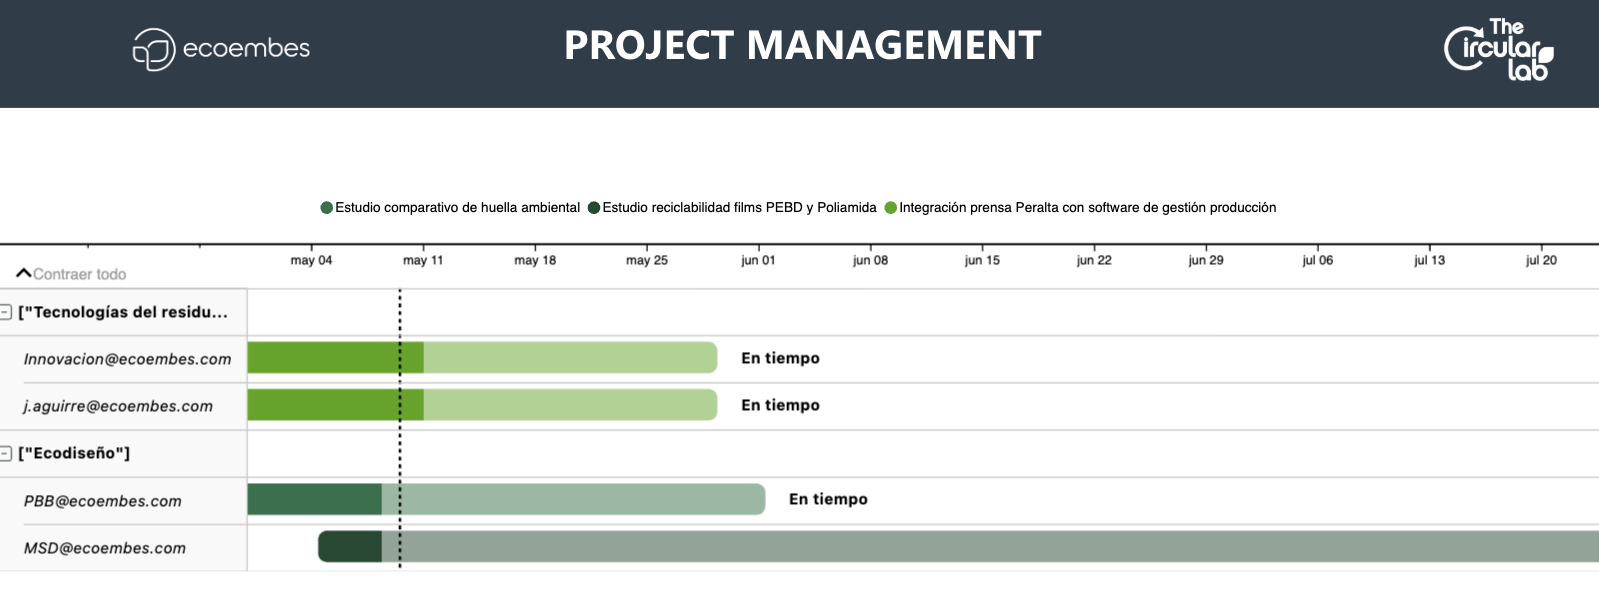 ecoembes
PROJECT MANAGEMENT
The
Circular
lab
Estudio comparativo de huella ambiental Estudio reciclabilidad films PEBD y Poliamida Integración prensa Peralta con software de gestión producción
may 04 may 11 may 18 may 25 jun 01 jun 08 jun 15 jun 22 jun 29 jul 06 jul 13 jul 20
Contraer todo
["Tecnologías del residu...
Innovacion@ecoembes.com En tiempo
j.aguirre@ecoembes.com En tiempo
["Ecodiseño"]
PBB@ecoembes.com En tiempo
MSD@ecoembes.com